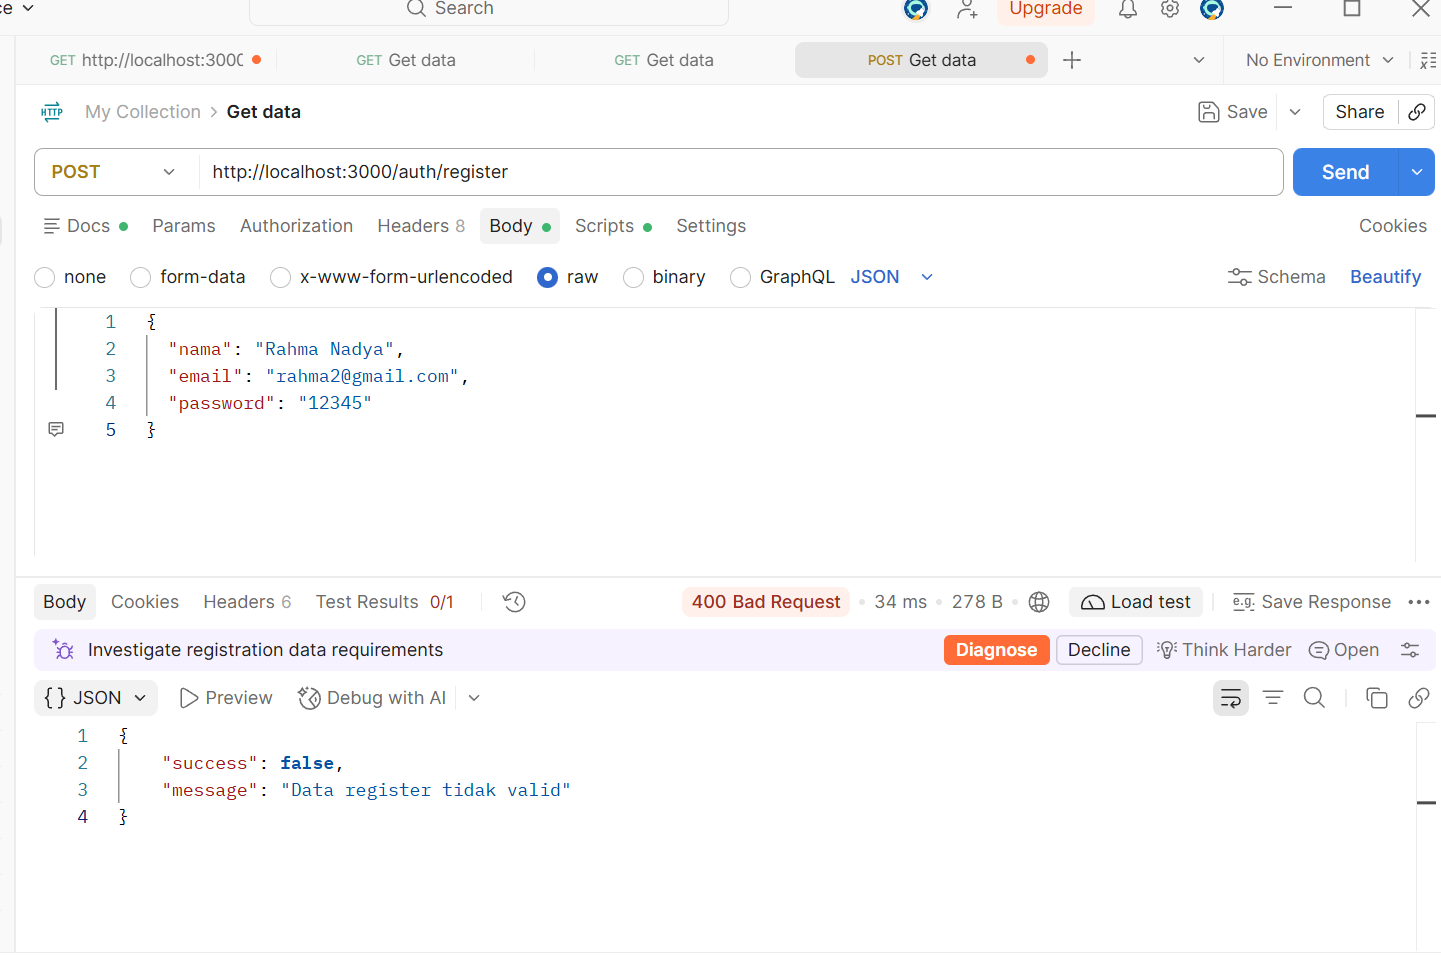 ce
Search
Upgrade
GET http://localhost:3000
GET Get data
GET Get data
POST Get data
No Environment
HTTP My Collection > Get data
Save
Share
POST
http://localhost:3000/auth/register
Send
Docs
Params
Authorization
Headers 8
Body
Scripts
Settings
Cookies
none
form-data
x-www-form-urlencoded
raw
binary
GraphQL
JSON
Schema
Beautify
1 {
2 "nama": "Rahma Nadya",
3 "email": "rahma2@gmail.com",
4 "password": "12345"
5 }
Body
Cookies
Headers 6
Test Results 0/1
400 Bad Request
34 ms
278 B
Load test
e.g. Save Response
Investigate registration data requirements
Diagnose
Decline
Think Harder
Open
{} JSON
Preview
Debug with AI
1 {
2 "success": false,
3 "message": "Data register tidak valid"
4 }